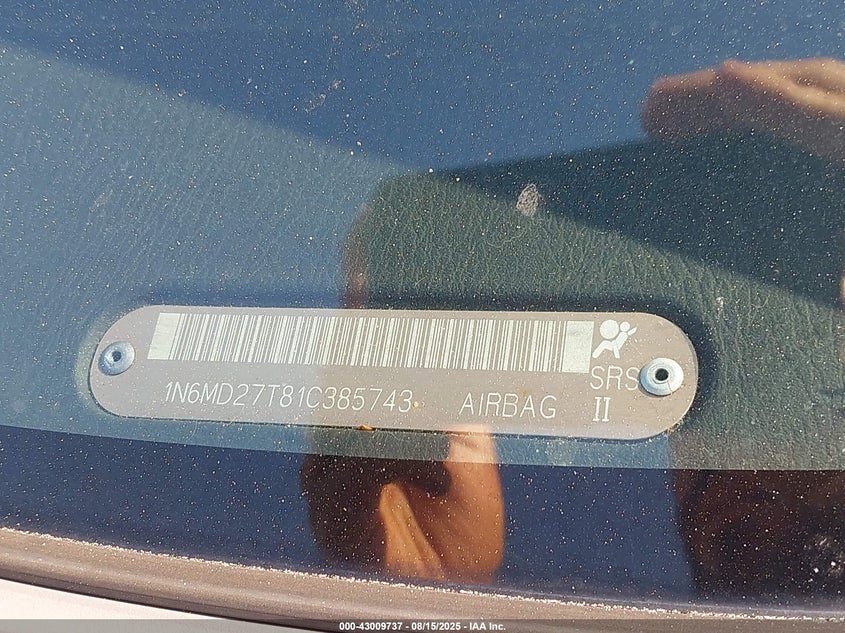 1N6MD27T81C385743 AIRBAG
SRS
II
000-43009737 - 08/15/2025 - IAA Inc.